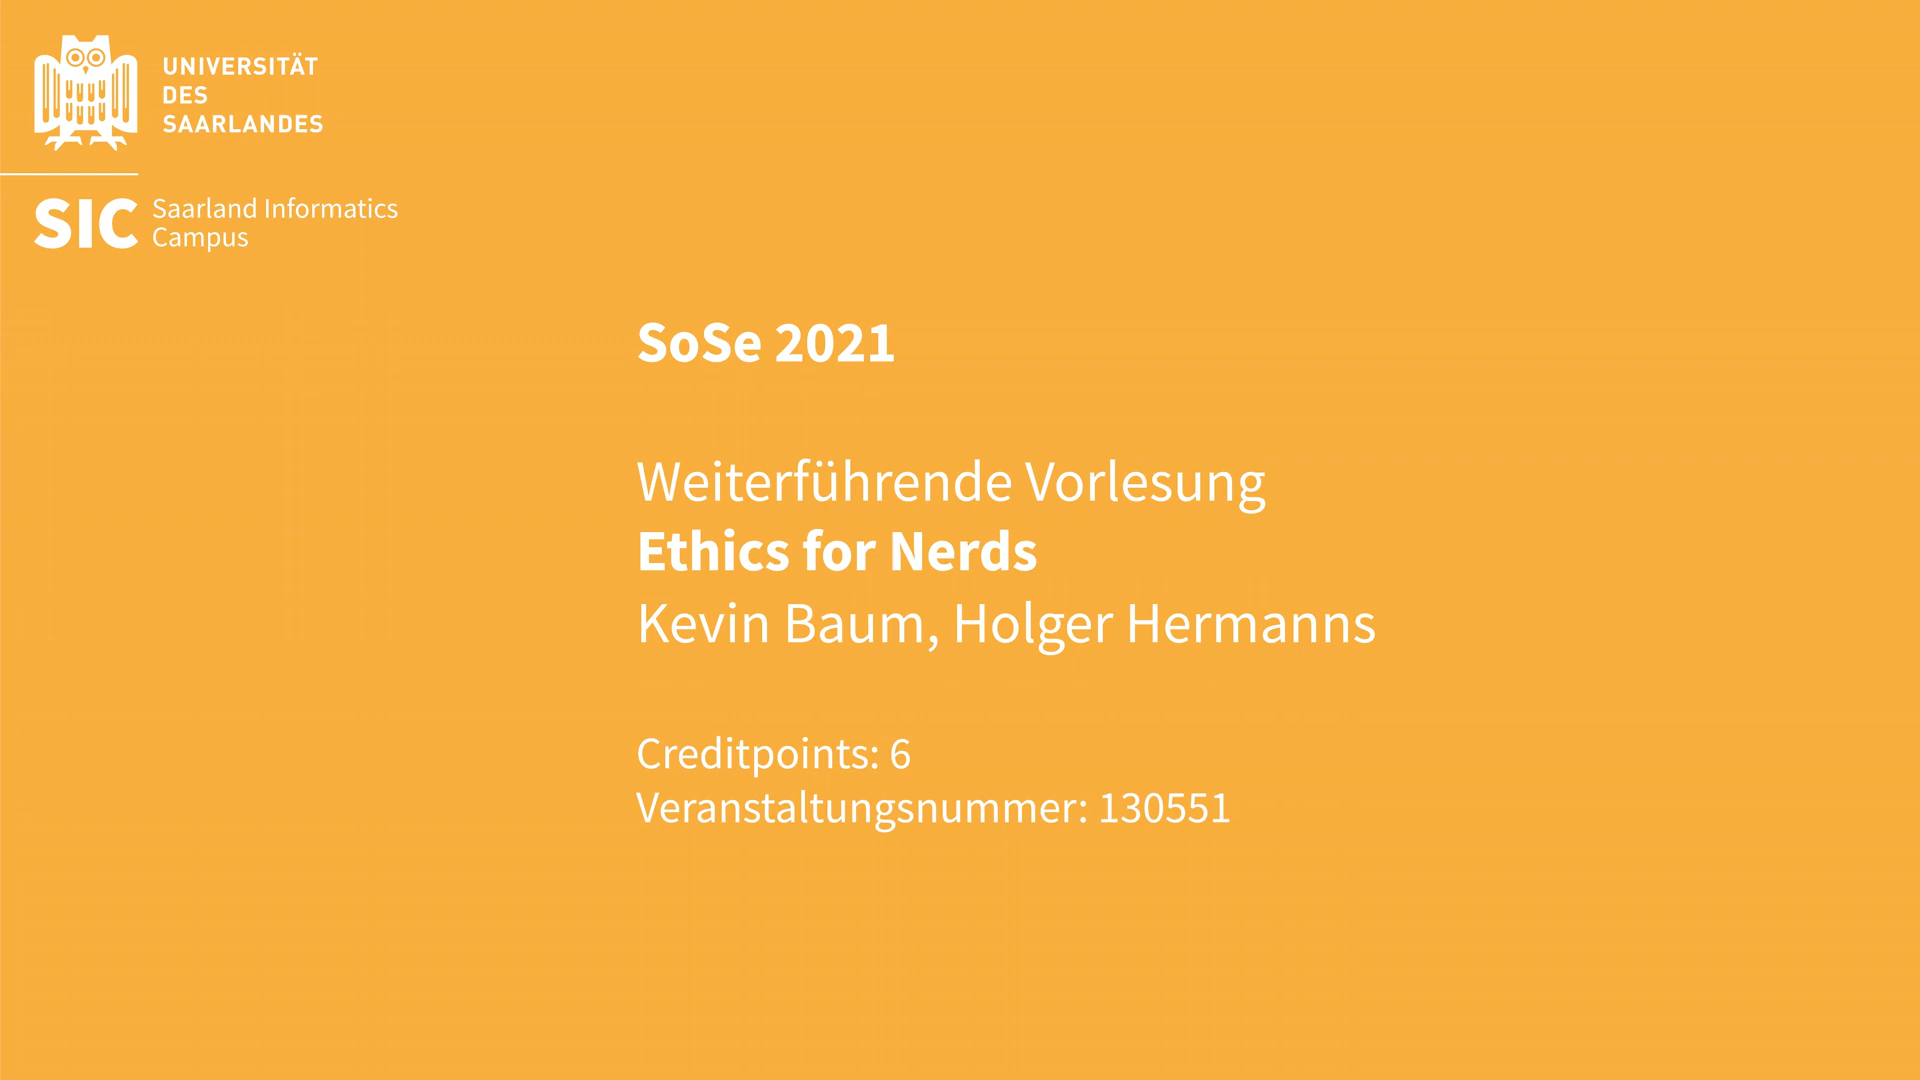 UNIVERSITÄT
DES
SAARLANDES
SIC Saarland Informatics
Campus
SoSe 2021
Weiterführende Vorlesung
Ethics for Nerds
Kevin Baum, Holger Hermanns
Creditpoints: 6
Veranstaltungsnummer: 130551